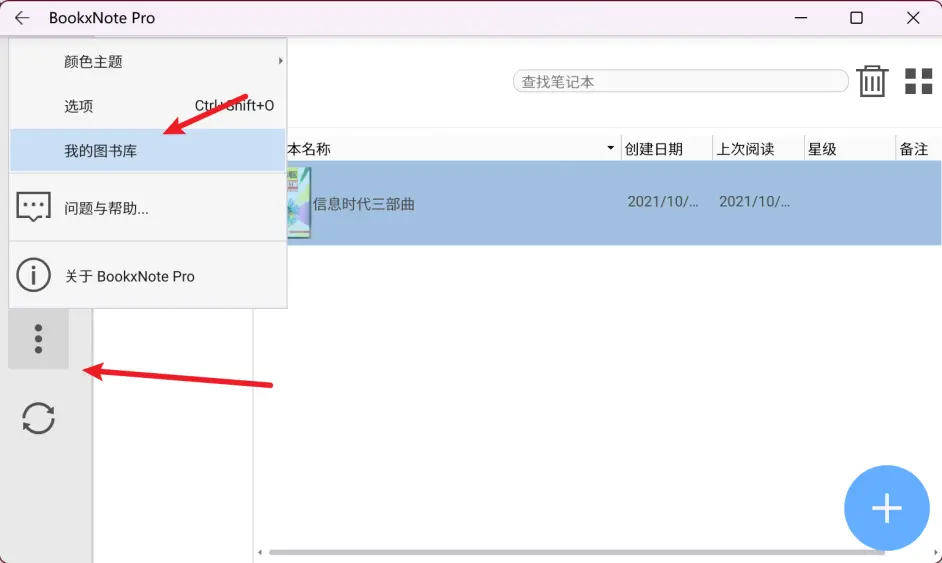 BookxNote Pro
颜色主题
选项 Ctrl+Shift+O
我的图书库
问题与帮助...
关于 BookxNote Pro
查找笔记本
本名称 创建日期 上次阅读 星级 备注
信息时代三部曲 2021/10/... 2021/10/...